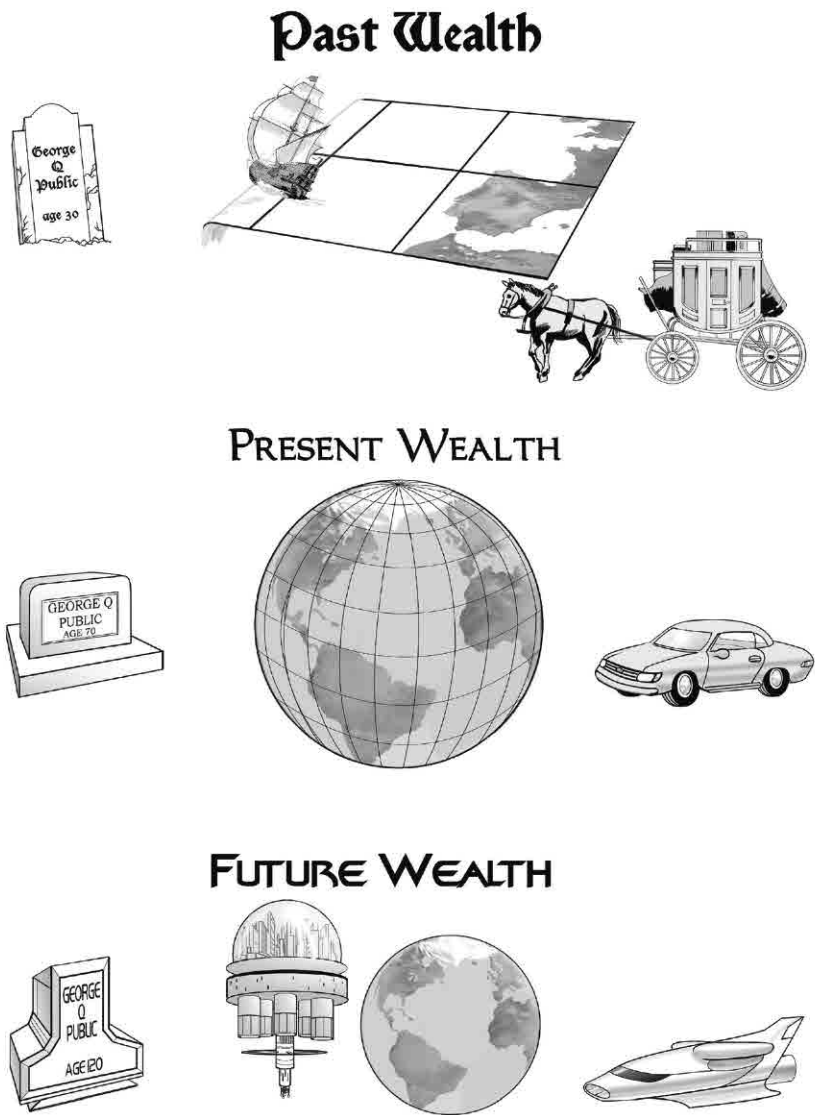 Past Wealth
George
Q
Public
age 30
PRESENT WEALTH
GEORGE Q
PUBLIC
AGE 70
FUTURE WEALTH
GEORGE
Q
PUBLIC
AGE 120